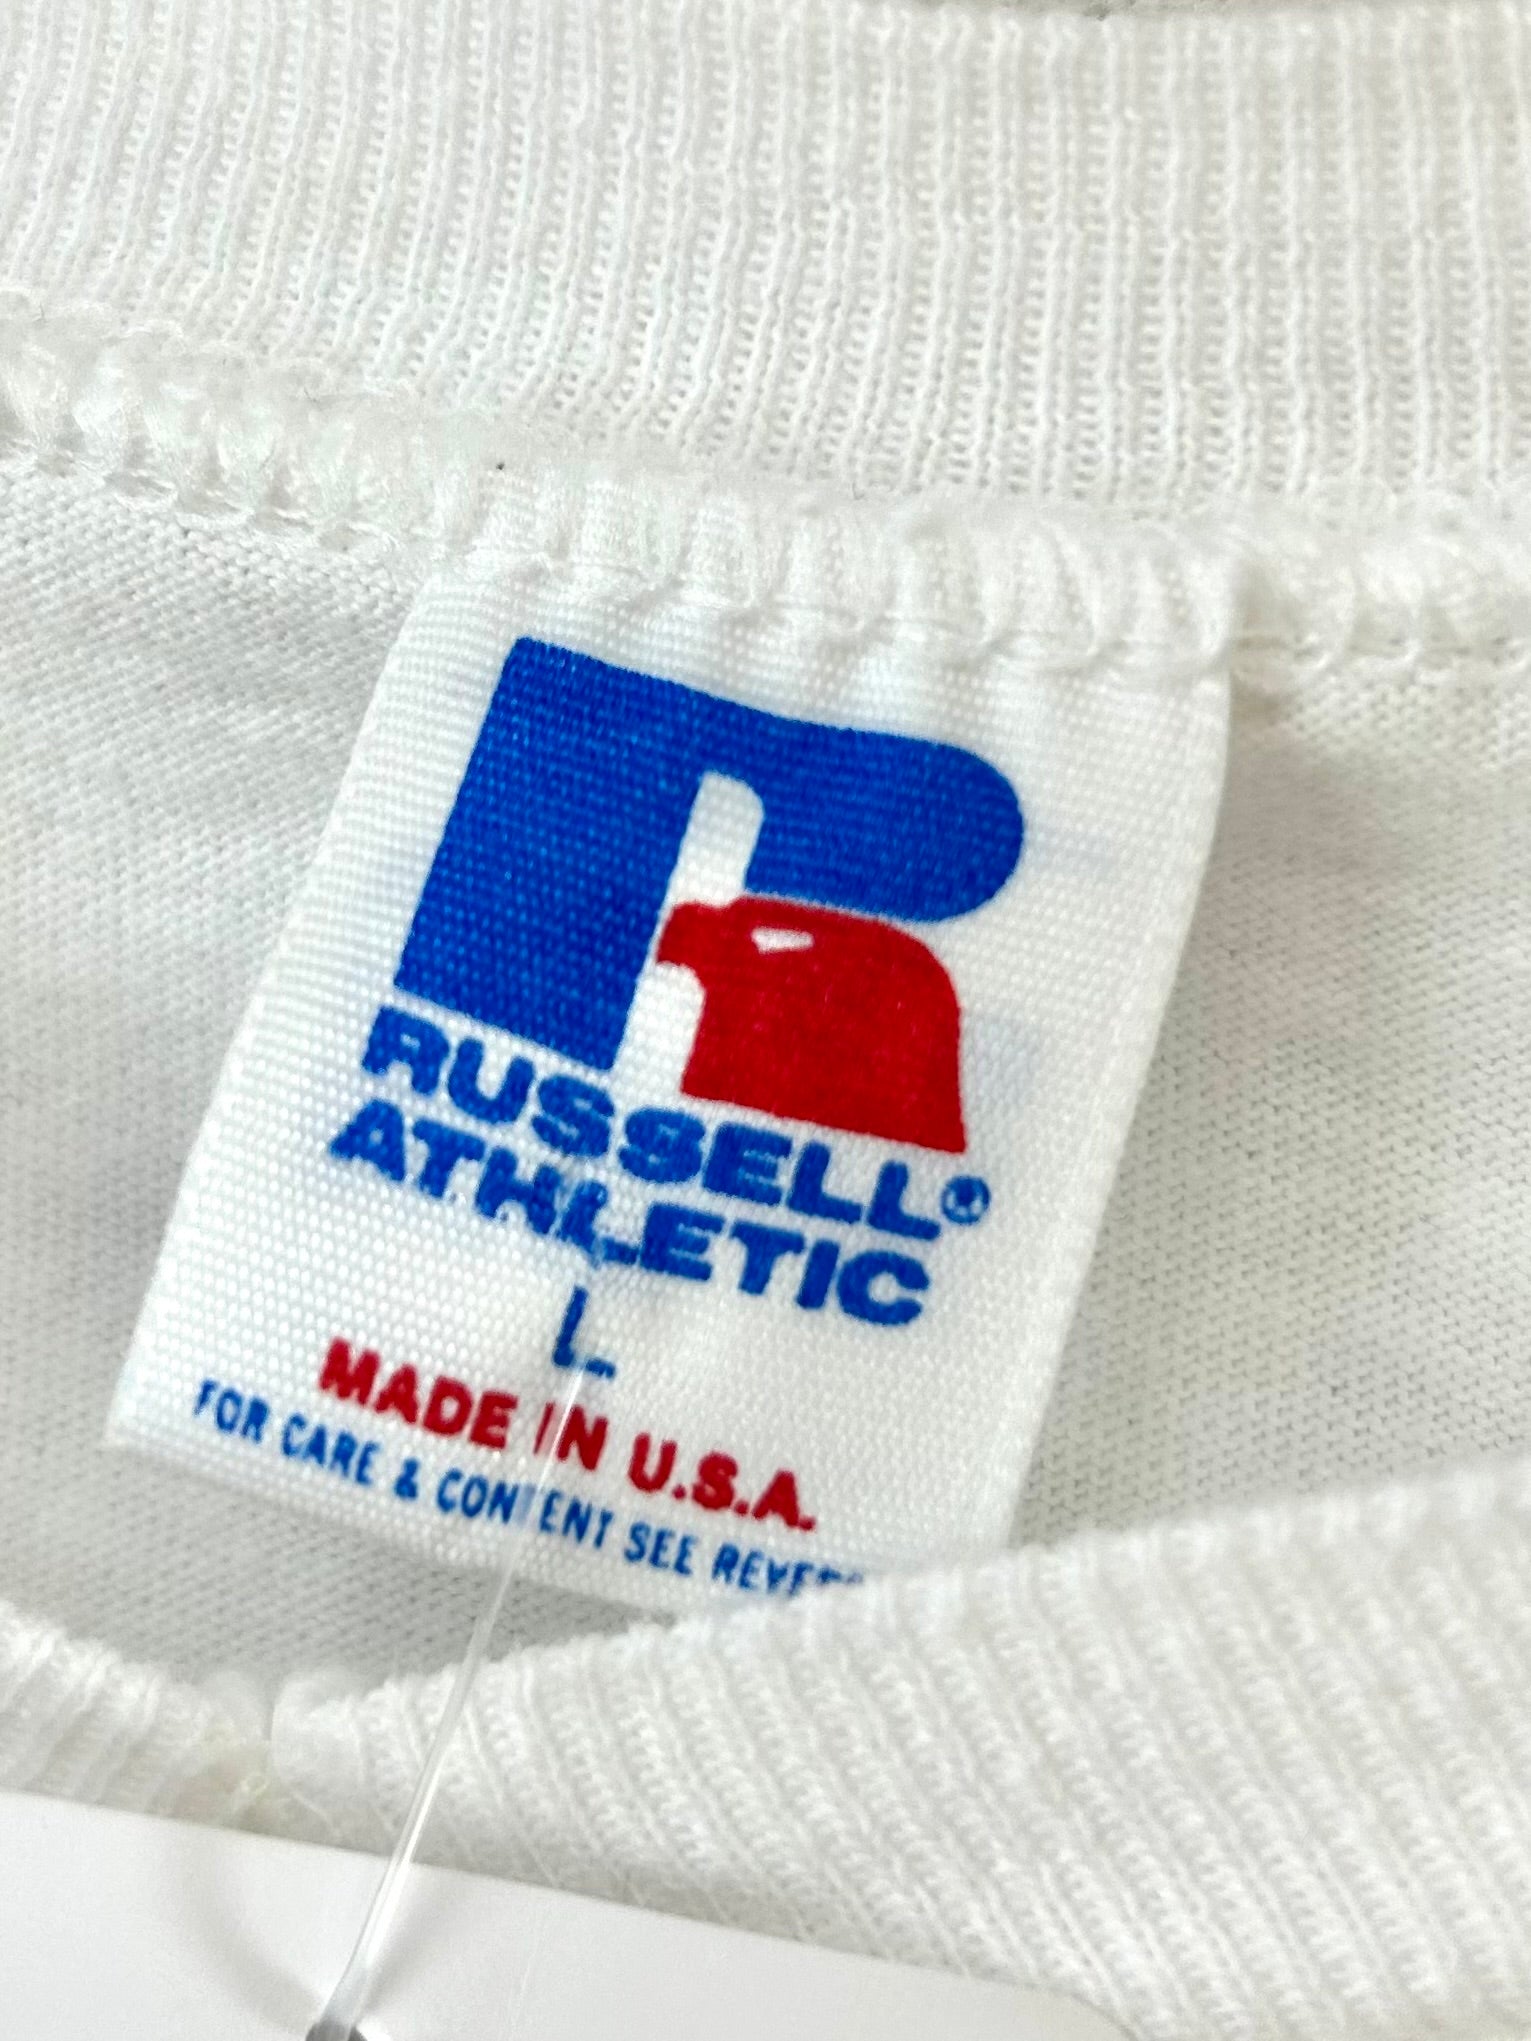 RUSSELL®
ATHLETIC
L
MADE IN U.S.A.
FOR CARE & CONTENT SEE